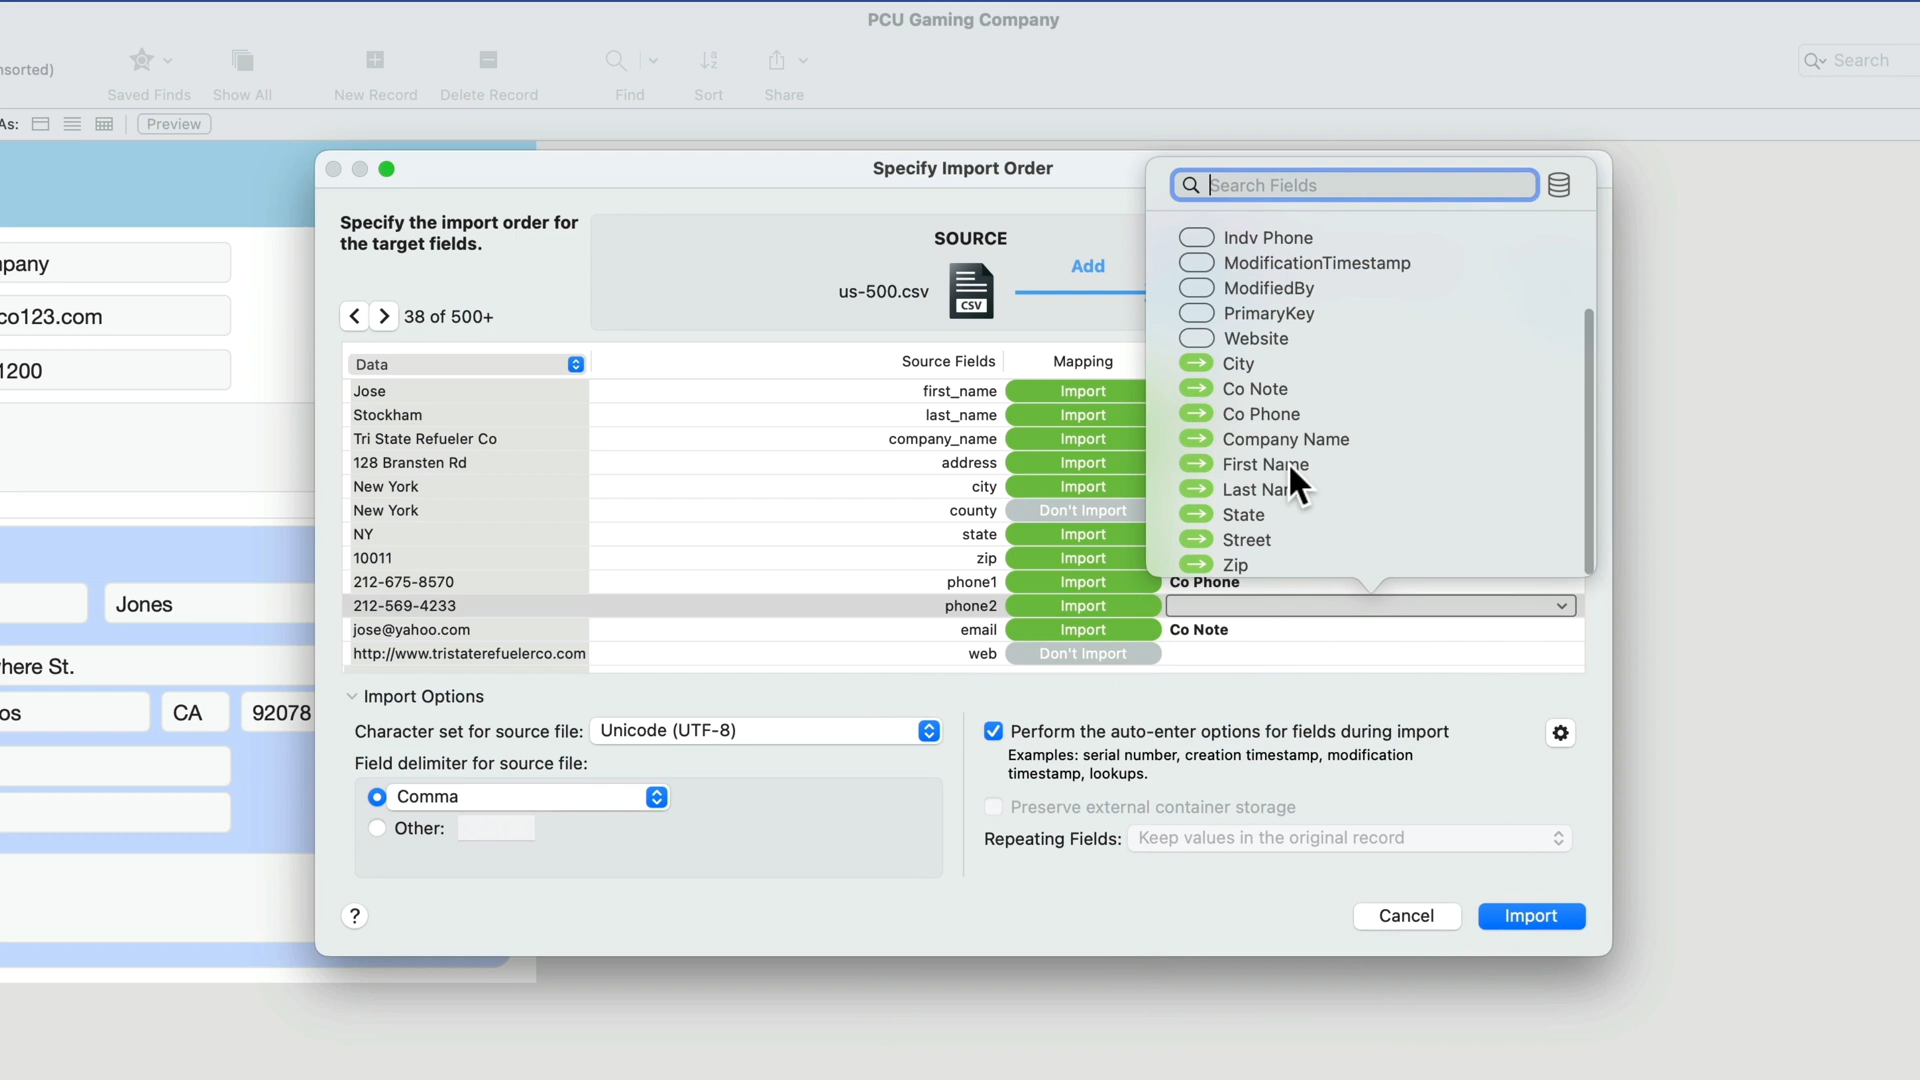 PCU Gaming Company
nsorted)
Saved Finds
Show All
New Record
Delete Record
Find
Sort
Share
Search
As:
Preview
Specify Import Order
Search Fields
Specify the import order for
the target fields.
SOURCE
Add
us-500.csv
CSV
38 of 500+
Indv Phone
ModificationTimestamp
ModifiedBy
PrimaryKey
Website
City
Co Note
Co Phone
Company Name
First Name
Last Na
State
Street
Zip
Data Source Fields Mapping
Jose first_name Import
Stockham last_name Import
Tri State Refueler Co company_name Import
128 Bransten Rd address Import
New York city Import
New York county Don't Import
NY state Import
10011 zip Import
212-675-8570 phone1 Import Co Phone
212-569-4233 phone2 Import
jose@yahoo.com email Import Co Note
http://www.tristaterefuelerco.com web Don't Import
Import Options
Character set for source file: Unicode (UTF-8)
Field delimiter for source file:
Comma
Other:
Perform the auto-enter options for fields during import
Examples: serial number, creation timestamp, modification
timestamp, lookups.
Preserve external container storage
Repeating Fields: Keep values in the original record
?
Cancel
Import
npany
co123.com
1200
Jones
here St.
os
CA
92078